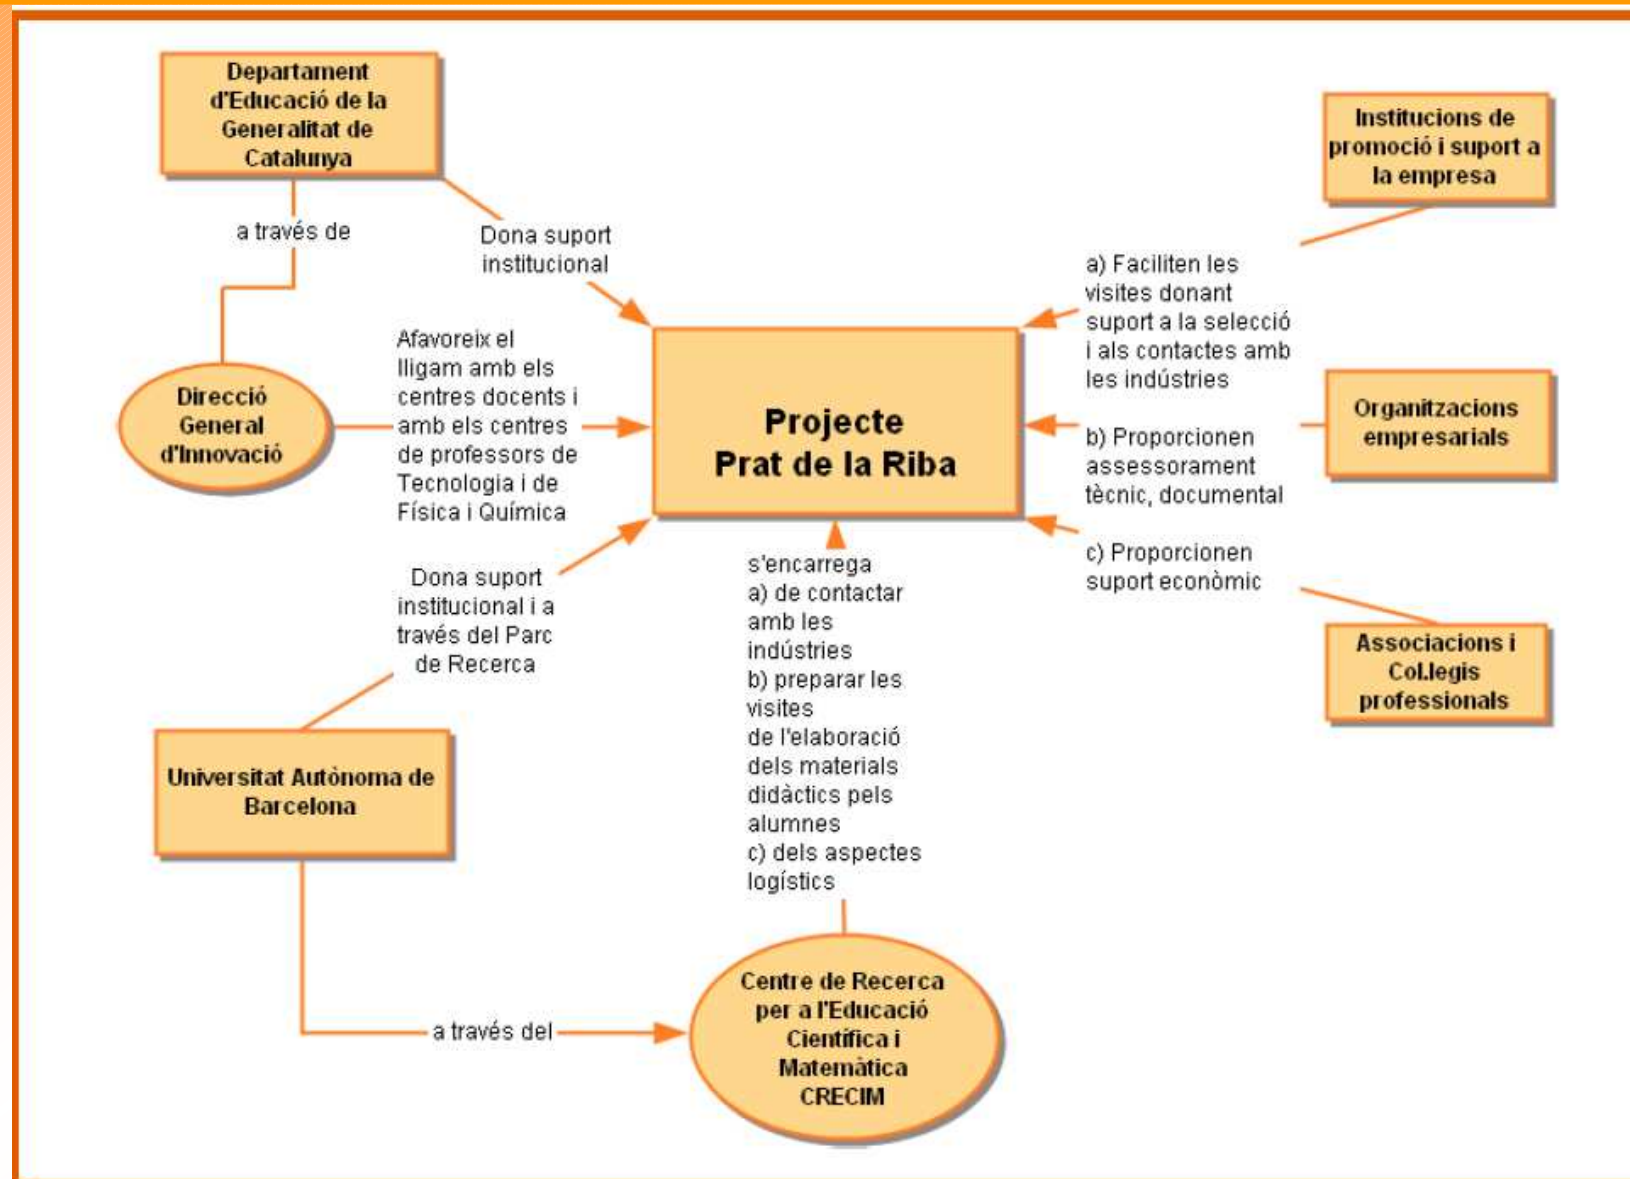 Departament
d'Educació de la
Generalitat de
Catalunya
a través de
Dona suport
institucional
Direcció
General
d'Innovació
Afavoreix el
lligam amb els
centres docents i
amb els centres
de professors de
Tecnologia i de
Física i Química
Projecte
Prat de la Riba
Institucions de
promoció i suport a
la empresa
a) Faciliten les
visites donant
suport a la selecció
i als contactes amb
les indústries
b) Proporcionen
assessorament
tècnic, documental
c) Proporcionen
suport econòmic
Organitzacions
empresarials
Associacions i
Col.legis
professionals
Dona suport
institucional i a
través del Parc
de Recerca
Universitat Autònoma de
Barcelona
a través del
s'encarrega
a) de contactar
amb les
indústries
b) preparar les
visites
de l'elaboració
dels materials
didàctics pels
alumnes
c) dels aspectes
logístics
Centre de Recerca
per a l'Educació
Científica i
Matemàtica
CRECIM